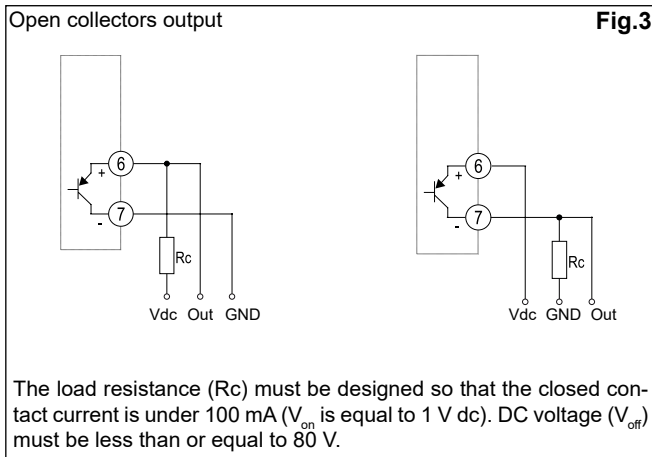 Open collectors output Fig.3
+ 6
- 7
Rc
Vdc Out GND
+ 6
- 7
Rc
Vdc GND Out
The load resistance (Rc) must be designed so that the closed con-
tact current is under 100 mA (Von is equal to 1 V dc). DC voltage (Voff)
must be less than or equal to 80 V.